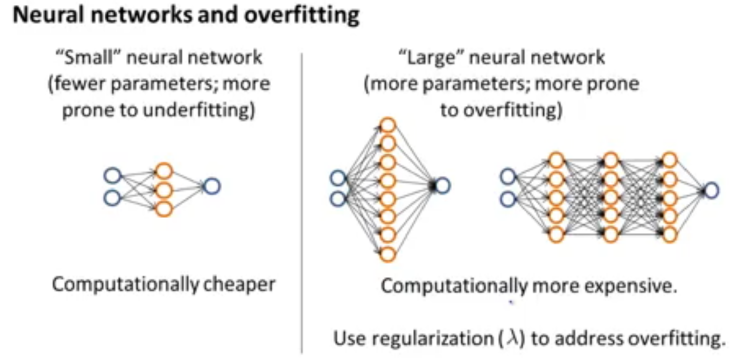 Neural networks and overfitting
“Small” neural network
(fewer parameters; more
prone to underfitting)
Computationally cheaper
“Large” neural network
(more parameters; more prone
to overfitting)
Computationally more expensive.
Use regularization (λ) to address overfitting.